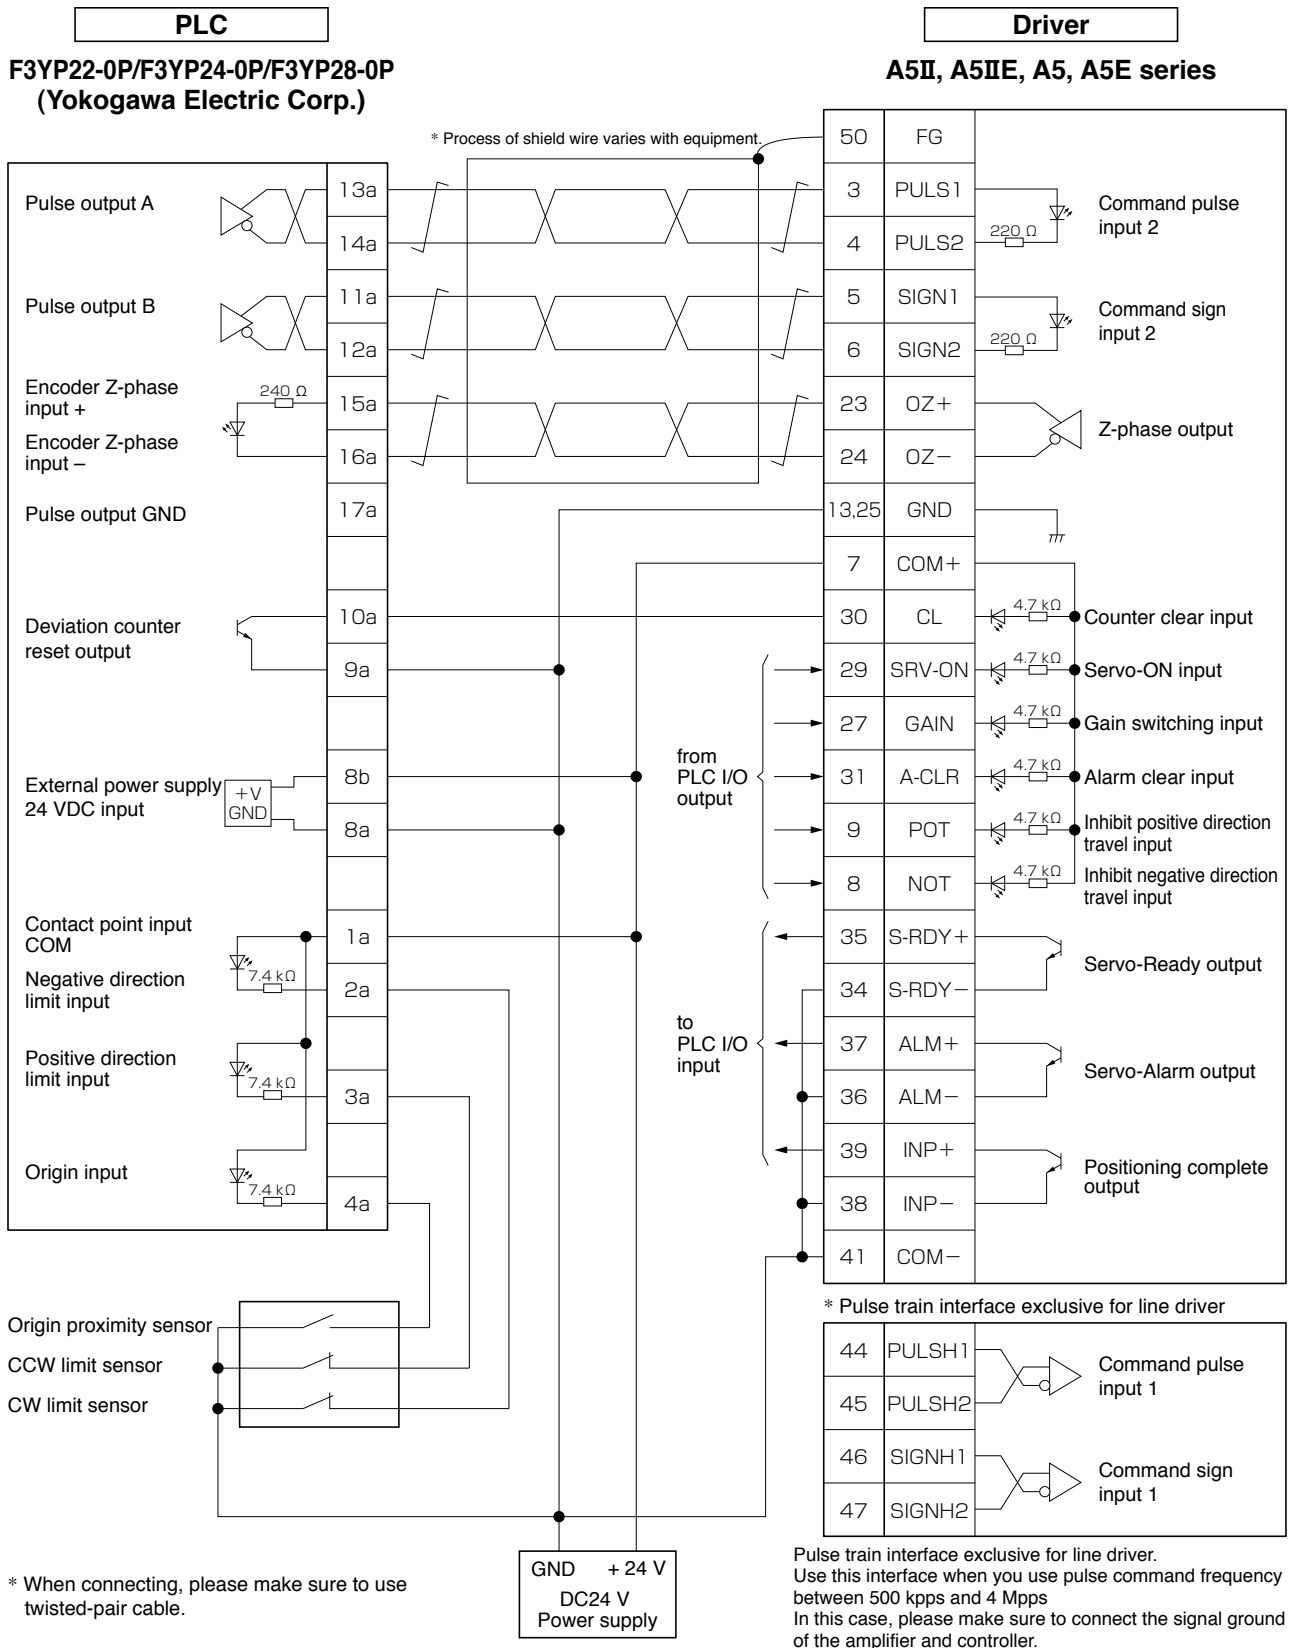 PLC
Driver
F3YP22-0P/F3YP24-0P/F3YP28-0P
(Yokogawa Electric Corp.)
A5II, A5IIE, A5, A5E series
* Process of shield wire varies with equipment.
50 FG
Pulse output A
13a
14a
3 PULS1
4 PULS2
220 Ω
Command pulse
input 2
Pulse output B
11a
12a
5 SIGN1
6 SIGN2
220 Ω
Command sign
input 2
Encoder Z-phase
input +
240 Ω
15a
Encoder Z-phase
input –
16a
23 OZ+
24 OZ−
Z-phase output
Pulse output GND
17a
13,25 GND
7 COM+
Deviation counter
reset output
10a
9a
30 CL
4.7 kΩ
Counter clear input
29 SRV-ON
4.7 kΩ
Servo-ON input
27 GAIN
4.7 kΩ
Gain switching input
from
PLC I/O
output
External power supply
24 VDC input
+V
GND
8b
8a
31 A-CLR
4.7 kΩ
Alarm clear input
9 POT
4.7 kΩ
Inhibit positive direction
travel input
8 NOT
4.7 kΩ
Inhibit negative direction
travel input
Contact point input
COM
1a
Negative direction
limit input
7.4 kΩ
2a
35 S-RDY+
34 S-RDY−
Servo-Ready output
to
PLC I/O
input
Positive direction
limit input
7.4 kΩ
3a
37 ALM+
36 ALM−
Servo-Alarm output
Origin input
7.4 kΩ
4a
39 INP+
38 INP−
Positioning complete
output
41 COM−
* Pulse train interface exclusive for line driver
Origin proximity sensor
CCW limit sensor
CW limit sensor
44 PULSH1
45 PULSH2
Command pulse
input 1
46 SIGNH1
47 SIGNH2
Command sign
input 1
GND + 24 V
DC24 V
Power supply
* When connecting, please make sure to use
twisted-pair cable.
Pulse train interface exclusive for line driver.
Use this interface when you use pulse command frequency
between 500 kpps and 4 Mpps
In this case, please make sure to connect the signal ground
of the amplifier and controller.